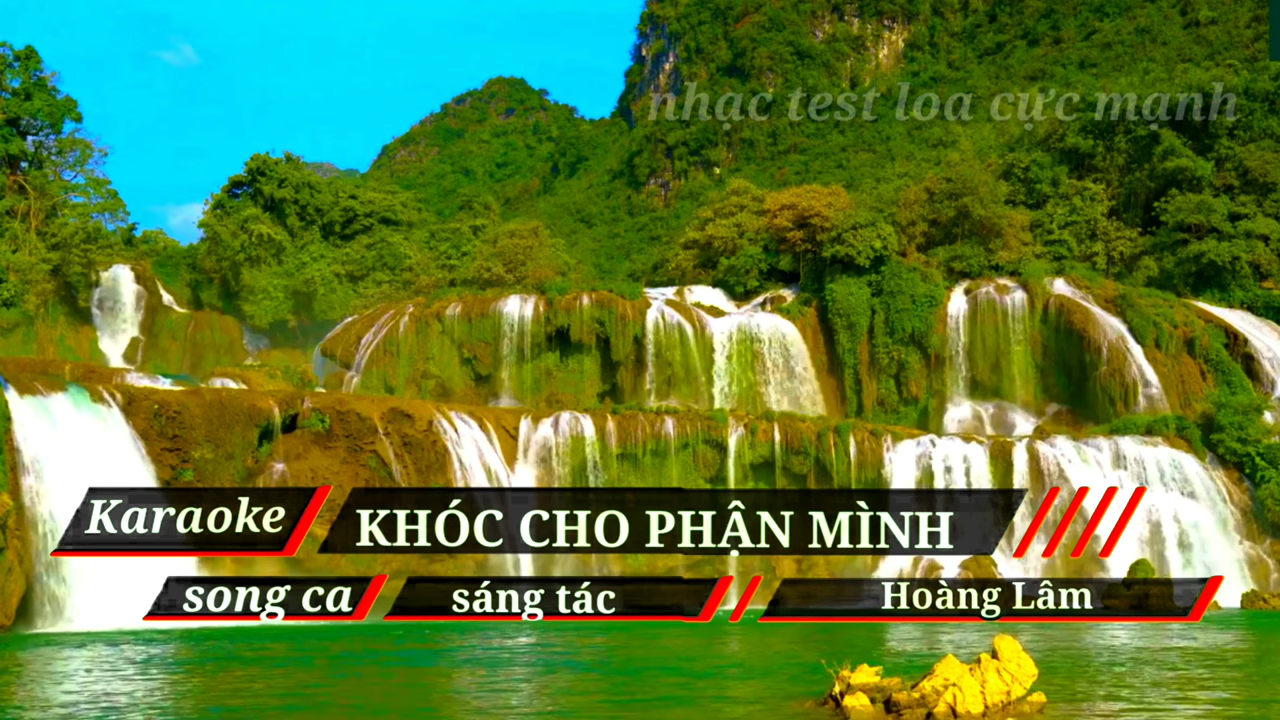 nhạc test loa cực mạnh
Karaoke KHÓC CHO PHẬN MÌNH
song ca sáng tác Hoàng Lâm